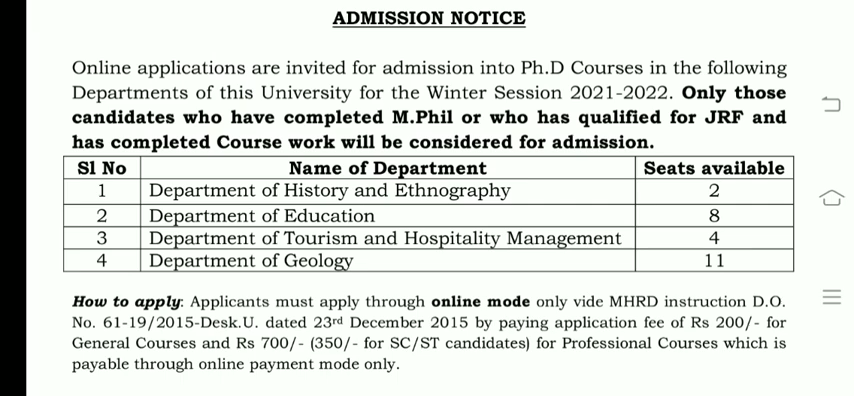 ADMISSION NOTICE
Online applications are invited for admission into Ph.D Courses in the following
Departments of this University for the Winter Session 2021-2022. Only those
candidates who have completed M.Phil or who has qualified for JRF and
has completed Course work will be considered for admission.
Sl No Name of Department Seats available
1 Department of History and Ethnography 2
2 Department of Education 8
3 Department of Tourism and Hospitality Management 4
4 Department of Geology 11
How to apply: Applicants must apply through online mode only vide MHRD instruction D.O.
No. 61-19/2015-Desk.U. dated 23rd December 2015 by paying application fee of Rs 200/- for
General Courses and Rs 700/- (350/- for SC/ST candidates) for Professional Courses which is
payable through online payment mode only.